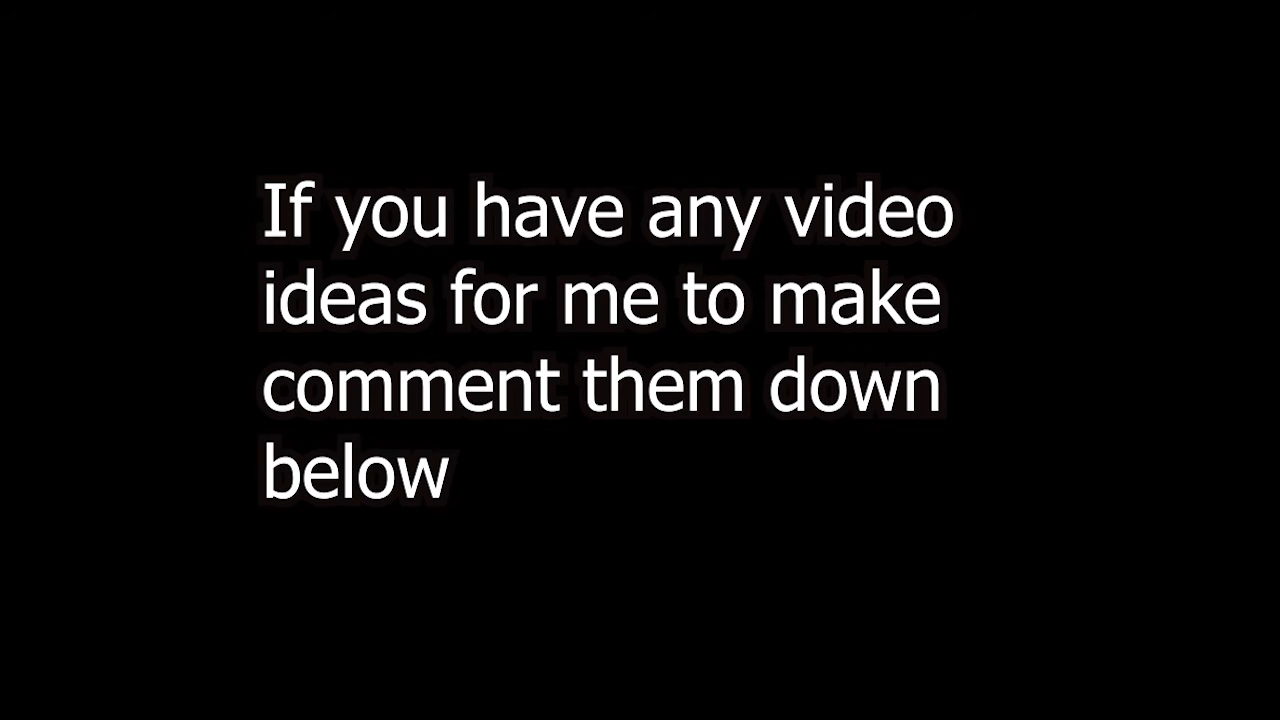 If you have any video
ideas for me to make
comment them down
below